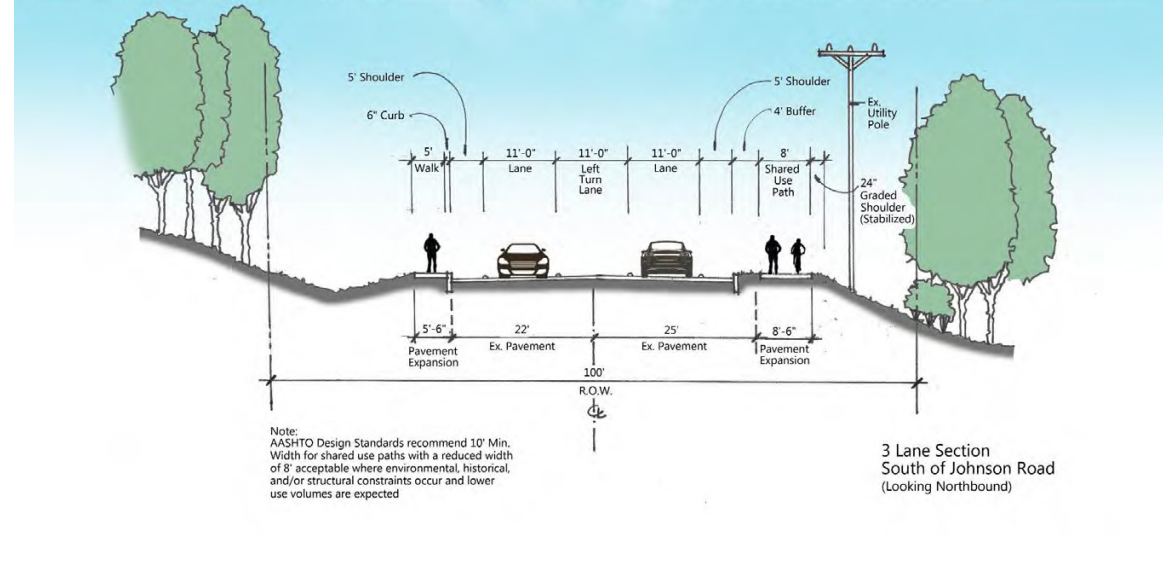 5' Shoulder
5' Shoulder
6" Curb
4' Buffer
Ex.
Utility
Pole
5'
Walk
11'-0"
Lane
11'-0"
Left
Turn
Lane
11'-0"
Lane
8'
Shared
Use
Path
24"
Graded
Shoulder
(Stabilized)
5'-6"
Pavement
Expansion
22'
Ex. Pavement
25'
Ex. Pavement
8'-6"
Pavement
Expansion
100'
R.O.W.
CL
Note:
AASHTO Design Standards recommend 10' Min.
Width for shared use paths with a reduced width
of 8' acceptable where environmental, historical,
and/or structural constraints occur and lower
use volumes are expected
3 Lane Section
South of Johnson Road
(Looking Northbound)